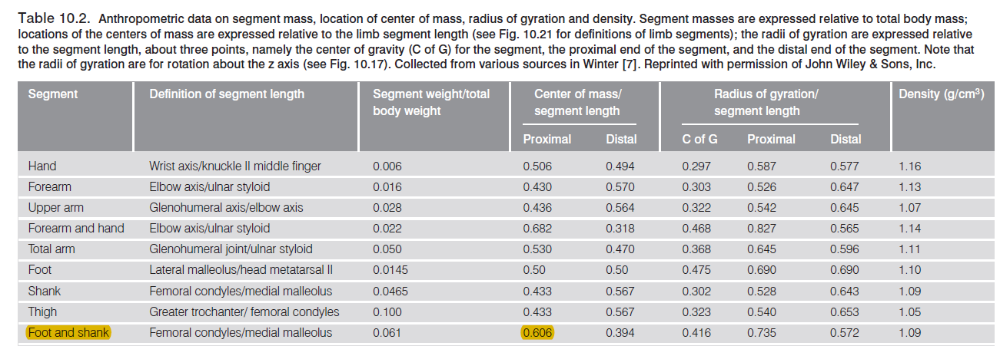 Table 10.2. Anthropometric data on segment mass, location of center of mass, radius of gyration and density. Segment masses are expressed relative to total body mass;
locations of the centers of mass are expressed relative to the limb segment length (see Fig. 10.21 for definitions of limb segments); the radii of gyration are expressed relative
to the segment length, about three points, namely the center of gravity (C of G) for the segment, the proximal end of the segment, and the distal end of the segment. Note that
the radii of gyration are for rotation about the z axis (see Fig. 10.17). Collected from various sources in Winter [7]. Reprinted with permission of John Wiley & Sons, Inc.
Segment Definition of segment length Segment weight/total Center of mass/ Radius of gyration/ Density (g/cm³)
body weight segment length segment length
Proximal Distal C of G Proximal Distal
Hand Wrist axis/knuckle II middle finger 0.006 0.506 0.494 0.297 0.587 0.577 1.16
Forearm Elbow axis/ulnar styloid 0.016 0.430 0.570 0.303 0.526 0.647 1.13
Upper arm Glenohumeral axis/elbow axis 0.028 0.436 0.564 0.322 0.542 0.645 1.07
Forearm and hand Elbow axis/ulnar styloid 0.022 0.682 0.318 0.468 0.827 0.565 1.14
Total arm Glenohumeral joint/ulnar styloid 0.050 0.530 0.470 0.368 0.645 0.596 1.11
Foot Lateral malleolus/head metatarsal II 0.0145 0.50 0.50 0.475 0.690 0.690 1.10
Shank Femoral condyles/medial malleolus 0.0465 0.433 0.567 0.302 0.528 0.643 1.09
Thigh Greater trochanter/ femoral condyles 0.100 0.433 0.567 0.323 0.540 0.653 1.05
Foot and shank Femoral condyles/medial malleolus 0.061 0.606 0.394 0.416 0.735 0.572 1.09